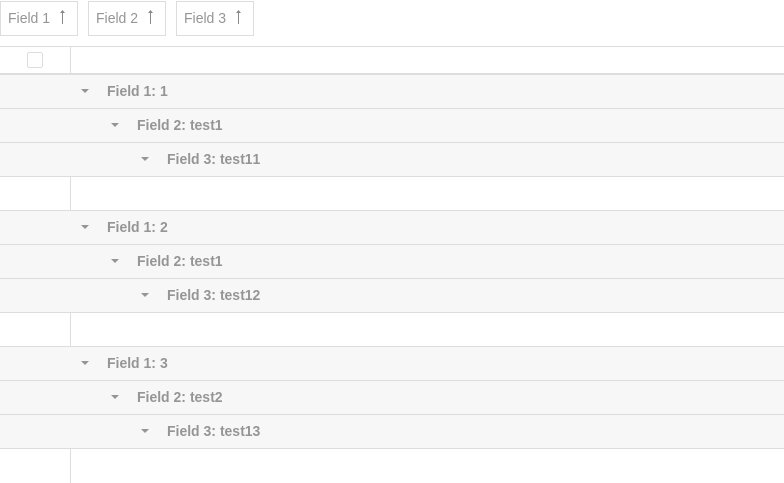 Field 1 ↑ Field 2 ↑ Field 3 ↑
Field 1: 1
Field 2: test1
Field 3: test11
Field 1: 2
Field 2: test1
Field 3: test12
Field 1: 3
Field 2: test2
Field 3: test13